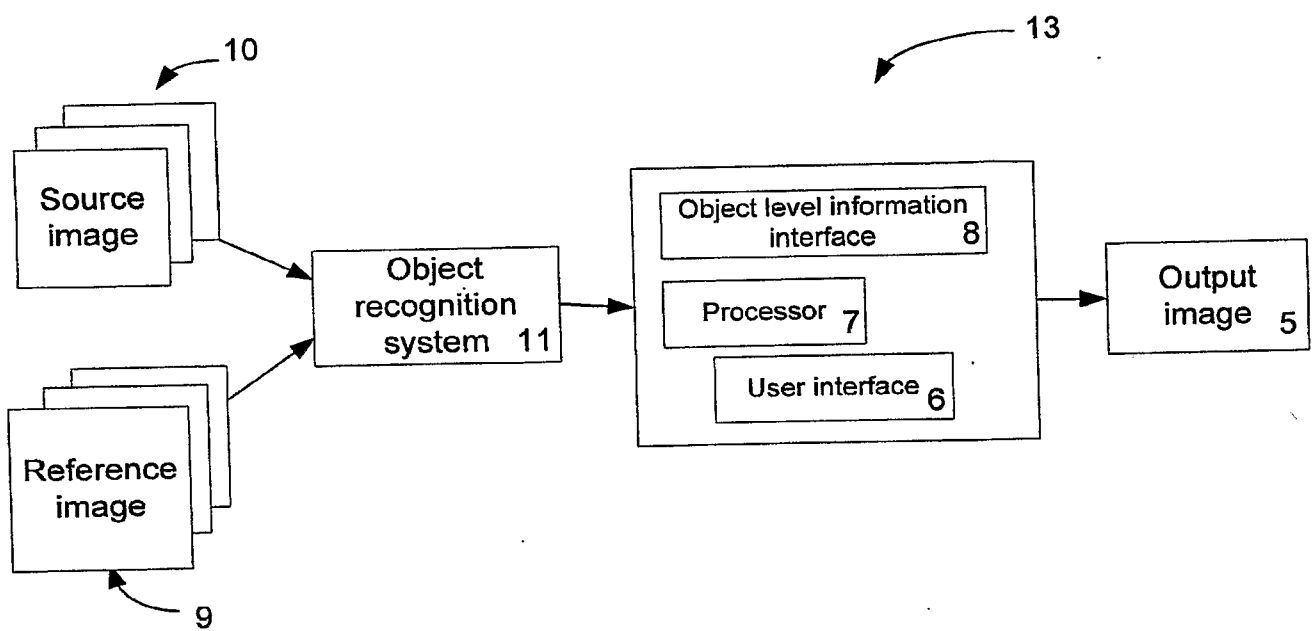 10
13
Source
image
Object level information
interface 8
Object
recognition
system 11
Processor 7
User interface 6
Output
image 5
Reference
image
9